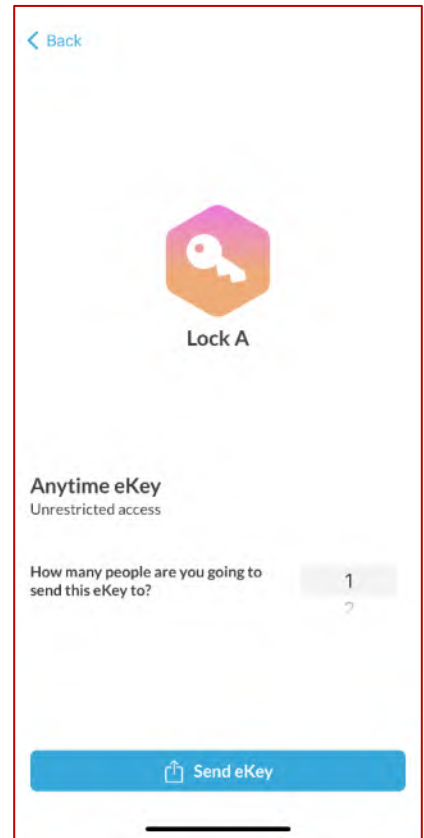 Back
Lock A
Anytime eKey
Unrestricted access
How many people are you going to
send this eKey to?
1
2
Send eKey